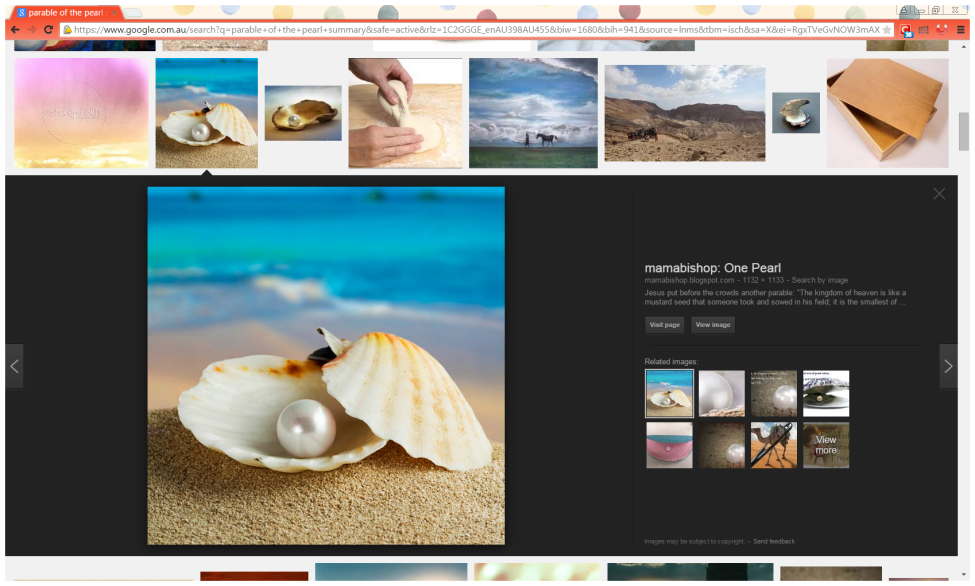 parable of the pearl
https://www.google.com.au/search?q=parable+of+the+pearl+summary&safe=active&rlz=1C2GGGE_enAU398AU455&biw=1680&bih=941&source=lnms&tbm=isch&sa=X&ei=RgxTVeGvNOW3mAX
mamabishop: One Pearl
mamabishop.blogspot.com - 1132 × 1133 - Search by image
Jesus put before the crowds another parable: "The kingdom of heaven is like a
mustard seed that someone took and sowed in his field; it is the smallest of ...
Visit page View image
Related images:
View
more
Images may be subject to copyright. - Send feedback